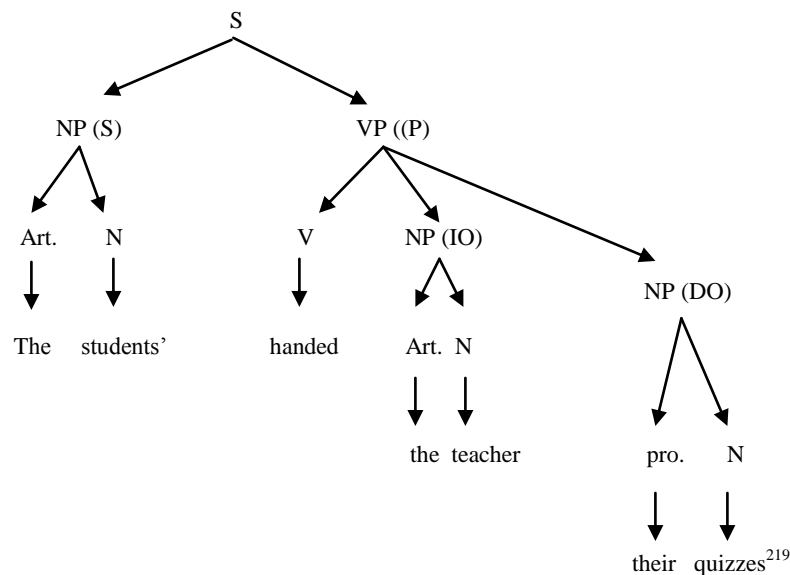 S
NP (S) VP ((P)
Art. N V NP (IO)
NP (DO)
The students’ handed Art. N
the teacher pro. N
their quizzes219